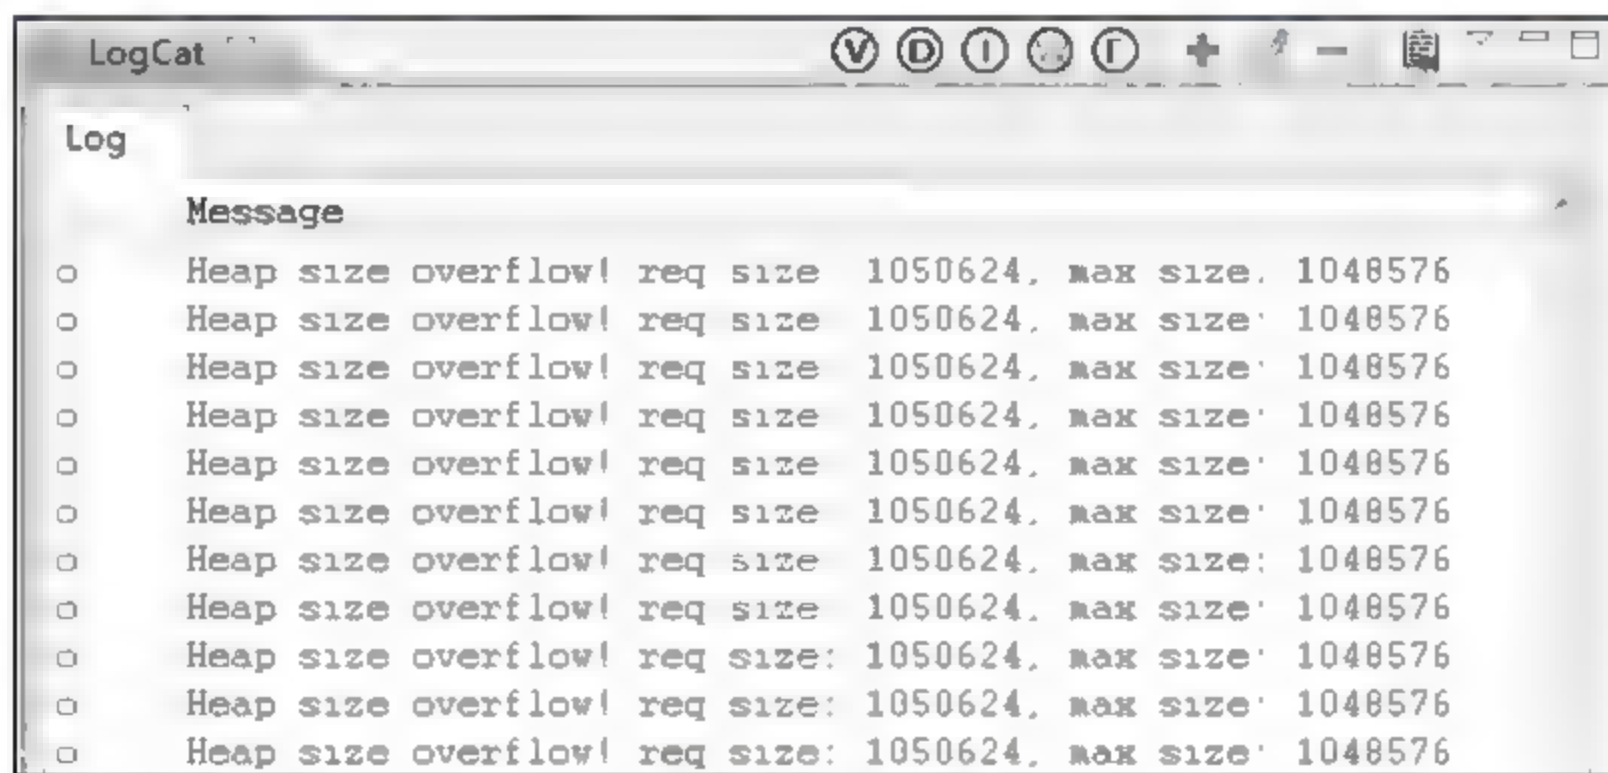 LogCat
V D I
Log
Message
o Heap size overflow! req size 1050624, max size. 1048576
o Heap size overflow! req size 1050624, max size: 1048576
o Heap size overflow! req size 1050624, max size: 1048576
o Heap size overflow! req size 1050624, max size: 1048576
o Heap size overflow! req size 1050624, max size: 1048576
o Heap size overflow! req size 1050624, max size: 1048576
o Heap size overflow! req size 1050624, max size: 1048576
o Heap size overflow! req size 1050624, max size: 1048576
o Heap size overflow! req size: 1050624, max size: 1048576
o Heap size overflow! req size: 1050624, max size: 1048576
o Heap size overflow! req size: 1050624, max size: 1048576